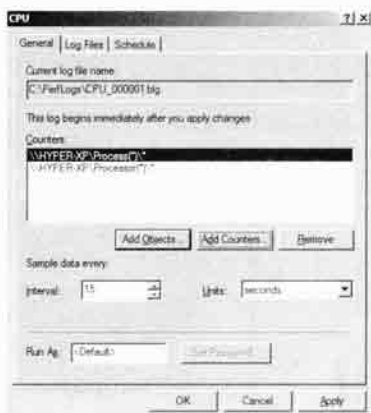 CPU
General Log Files Schedule
Current log file name:
C:\PerfLogs\CPU_000001.blg
This log begins immediately after you apply changes.
Counters:
\\HYPER-XP\Process(*)\*
\\HYPER-XP\Processor(*)\*
Add Objects... Add Counters... Remove
Sample data every:
Interval: 15 Units: seconds
Run As: <Default> Set Password...
OK Cancel Apply